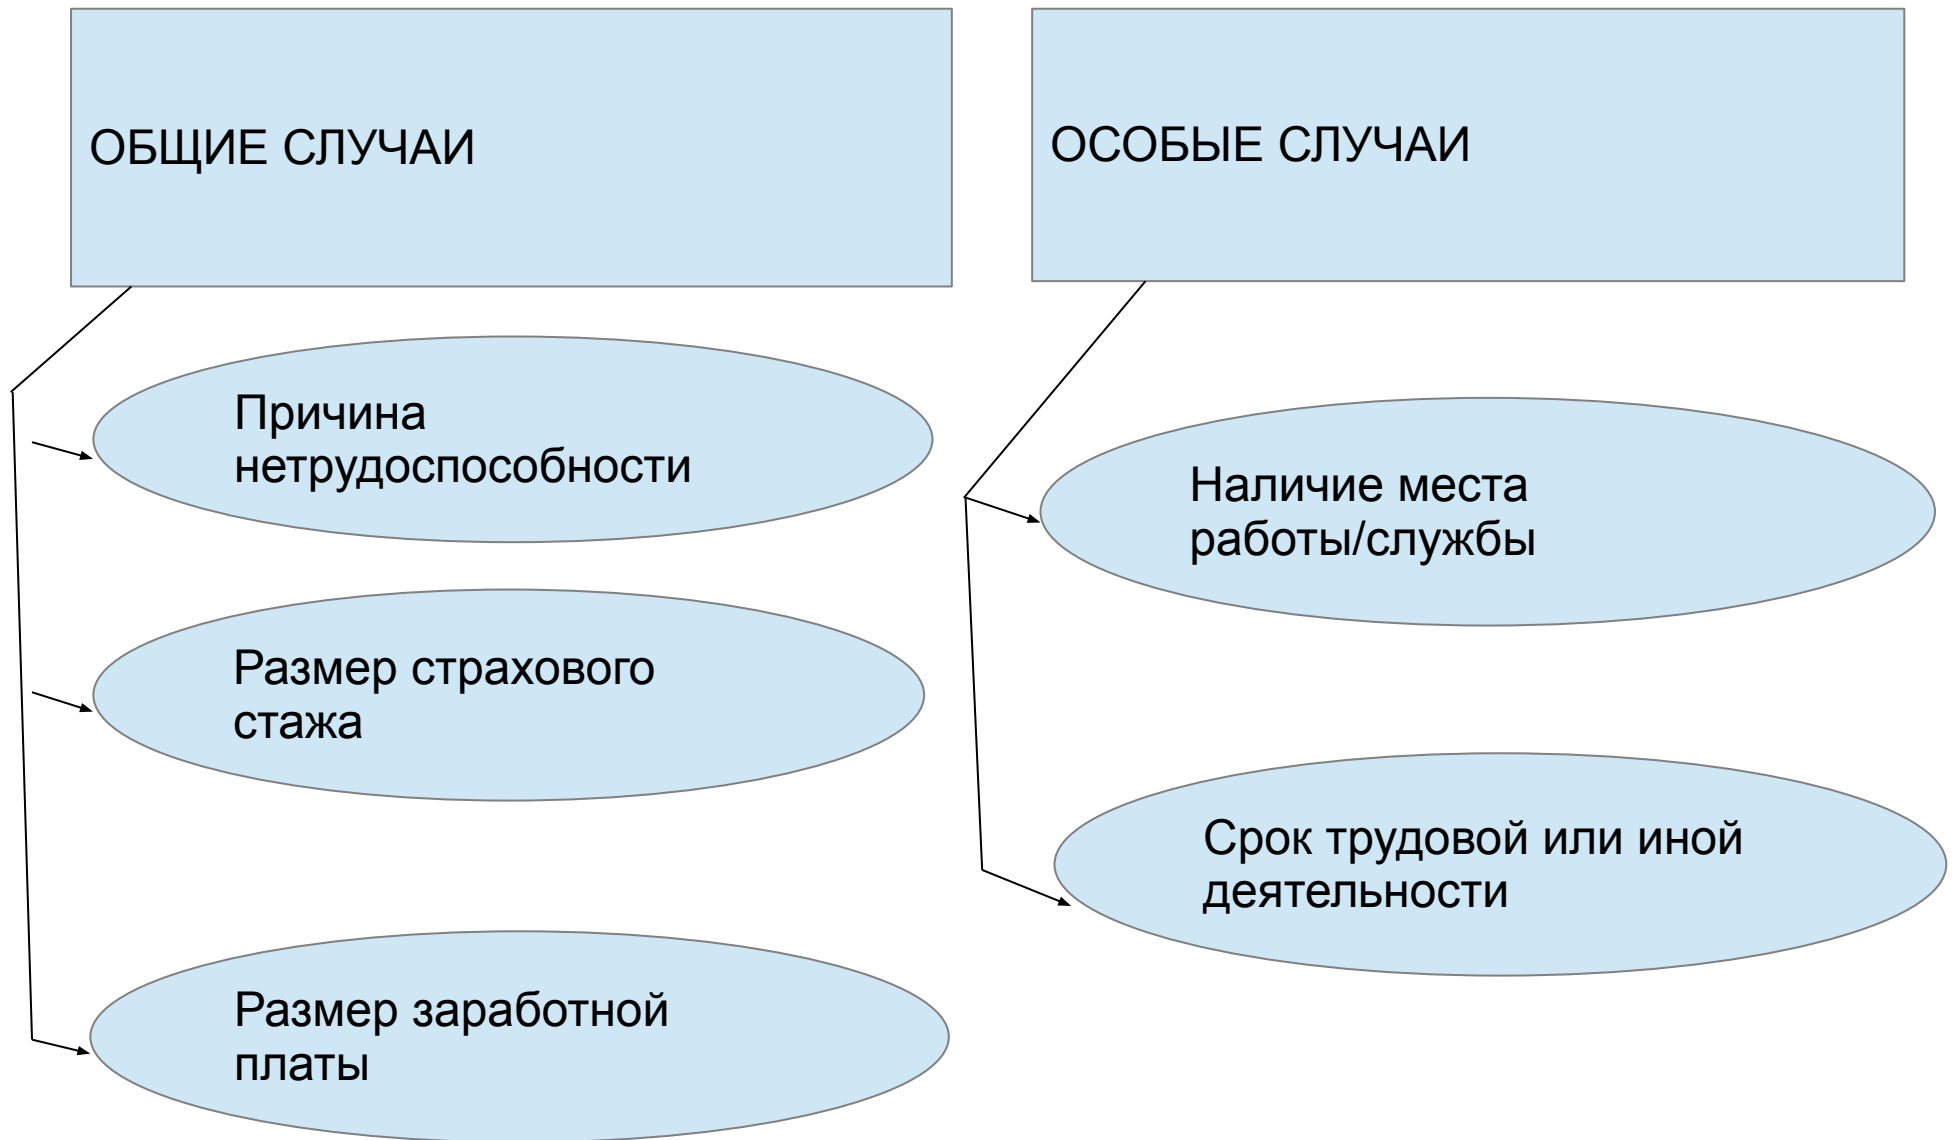 ОБЩИЕ СЛУЧАИ
Причина
нетрудоспособности
Размер страхового
стажа
Размер заработной
платы
ОСОБЫЕ СЛУЧАИ
Наличие места
работы/службы
Срок трудовой или иной
деятельности